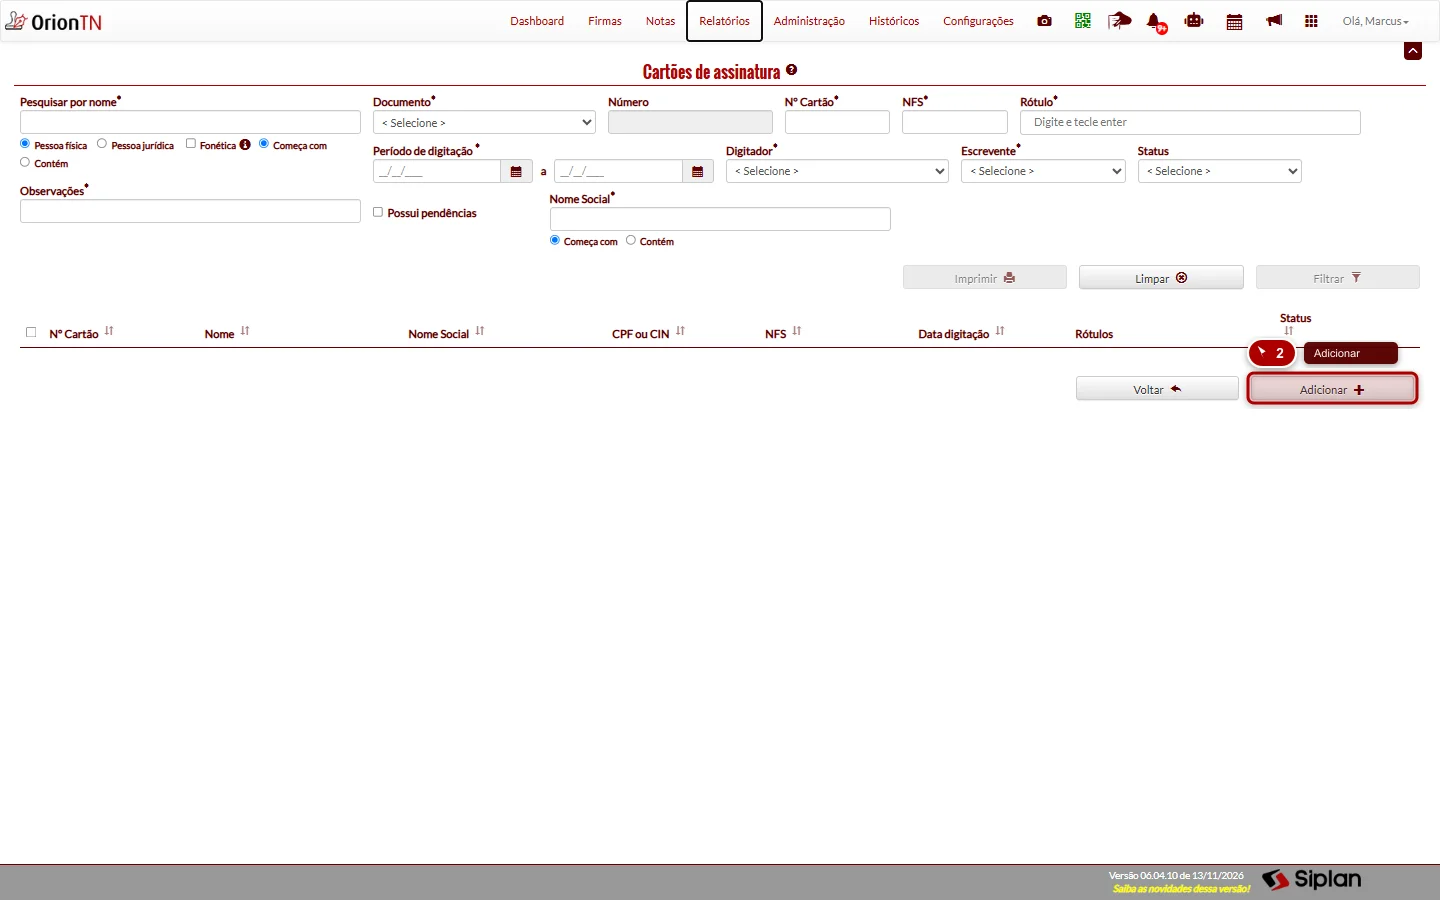 OrionTN
Dashboard Firmas Notas Relatórios Administração Históricos Configurações 9+ Olá, Marcus
Cartões de assinatura ?
Pesquisar por nome* Documento* Número Nº Cartão* NFS* Rótulo*
< Selecione > Digite e tecle enter
Pessoa física Pessoa jurídica Fonética i Começa com
Contém
Período de digitação * Digitador* Escrevente* Status
__/__/____ a __/__/____ < Selecione > < Selecione > < Selecione >
Observações* Possui pendências Nome Social*
Começa com Contém
Imprimir Limpar Filtrar
Nº Cartão Nome Nome Social CPF ou CIN NFS Data digitação Rótulos Status
2 Adicionar
Voltar Adicionar
Versão 06.04.10 de 13/11/2026
Saiba as novidades dessa versão!
Siplan